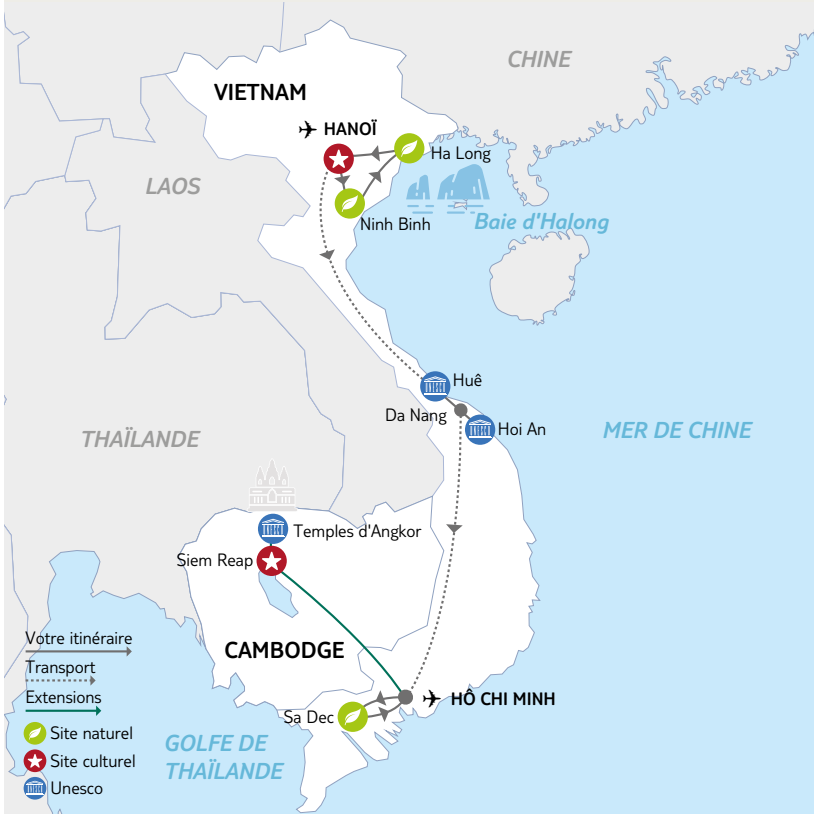 CHINE
VIETNAM
HANOÏ
Ha Long
LAOS
Ninh Binh
Baie d'Halong
Huê
Da Nang
Hoi An
THAÏLANDE
MER DE CHINE
Temples d'Angkor
Siem Reap
CAMBODGE
Votre itinéraire
Transport
Extensions
HÔ CHI MINH
Sa Dec
Site naturel
Site culturel
Unesco
GOLFE DE
THAÏLANDE